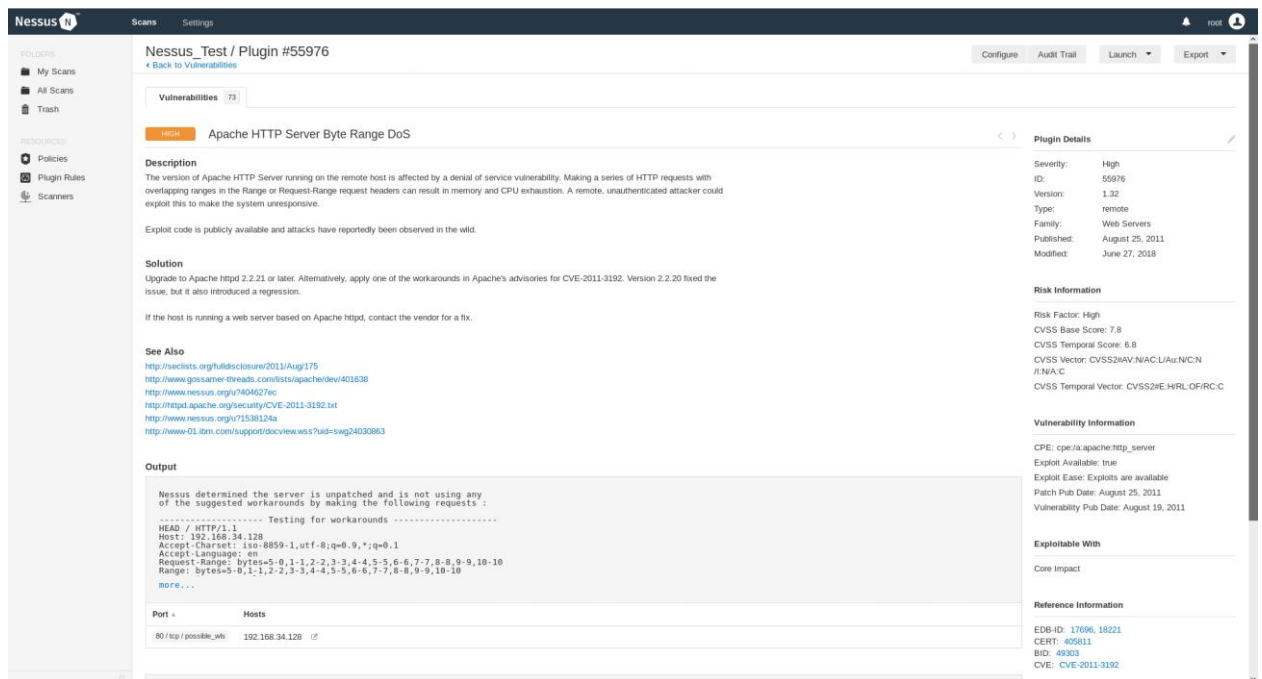 Nessus N
Scans Settings
root
FOLDERS
My Scans
All Scans
Trash
RESOURCES
Policies
Plugin Rules
Scanners
Nessus_Test / Plugin #55976
Back to Vulnerabilities
Configure Audit Trail Launch Export
Vulnerabilities 73
HIGH Apache HTTP Server Byte Range DoS
Description
The version of Apache HTTP Server running on the remote host is affected by a denial of service vulnerability. Making a series of HTTP requests with
overlapping ranges in the Range or Request-Range request headers can result in memory and CPU exhaustion. A remote, unauthenticated attacker could
exploit this to make the system unresponsive.
Exploit code is publicly available and attacks have reportedly been observed in the wild.
Solution
Upgrade to Apache httpd 2.2.21 or later. Alternatively, apply one of the workarounds in Apache's advisories for CVE-2011-3192. Version 2.2.20 fixed the
issue, but it also introduced a regression.
If the host is running a web server based on Apache httpd, contact the vendor for a fix.
See Also
http://seclists.org/fulldisclosure/2011/Aug/175
http://www.gossamer-threads.com/lists/apache/dev/401638
http://www.nessus.org/u?404627ec
http://httpd.apache.org/security/CVE-2011-3192.txt
http://www.nessus.org/u?1538124a
http://www-01.ibm.com/support/docview.wss?uid=swg24030863
Output
Nessus determined the server is unpatched and is not using any
of the suggested workarounds by making the following requests :
-------------------- Testing for workarounds --------------------
HEAD / HTTP/1.1
Host: 192.168.34.128
Accept-Charset: iso-8859-1,utf-8;q=0.9,*;q=0.1
Accept-Language: en
Request-Range: bytes=5-0,1-1,2-2,3-3,4-4,5-5,6-6,7-7,8-8,9-9,10-10
Range: bytes=5-0,1-1,2-2,3-3,4-4,5-5,6-6,7-7,8-8,9-9,10-10
more...
Port Hosts
80 / tcp / possible_wls 192.168.34.128
Plugin Details
Severity: High
ID: 55976
Version: 1.32
Type: remote
Family: Web Servers
Published: August 25, 2011
Modified: June 27, 2018
Risk Information
Risk Factor: High
CVSS Base Score: 7.8
CVSS Temporal Score: 6.8
CVSS Vector: CVSS2#AV:N/AC:L/Au:N/C:N
/I:N/A:C
CVSS Temporal Vector: CVSS2#E:H/RL:OF/RC:C
Vulnerability Information
CPE: cpe:/a:apache:http_server
Exploit Available: true
Exploit Ease: Exploits are available
Patch Pub Date: August 25, 2011
Vulnerability Pub Date: August 19, 2011
Exploitable With
Core Impact
Reference Information
EDB-ID: 17696, 18221
CERT: 405811
BID: 49303
CVE: CVE-2011-3192